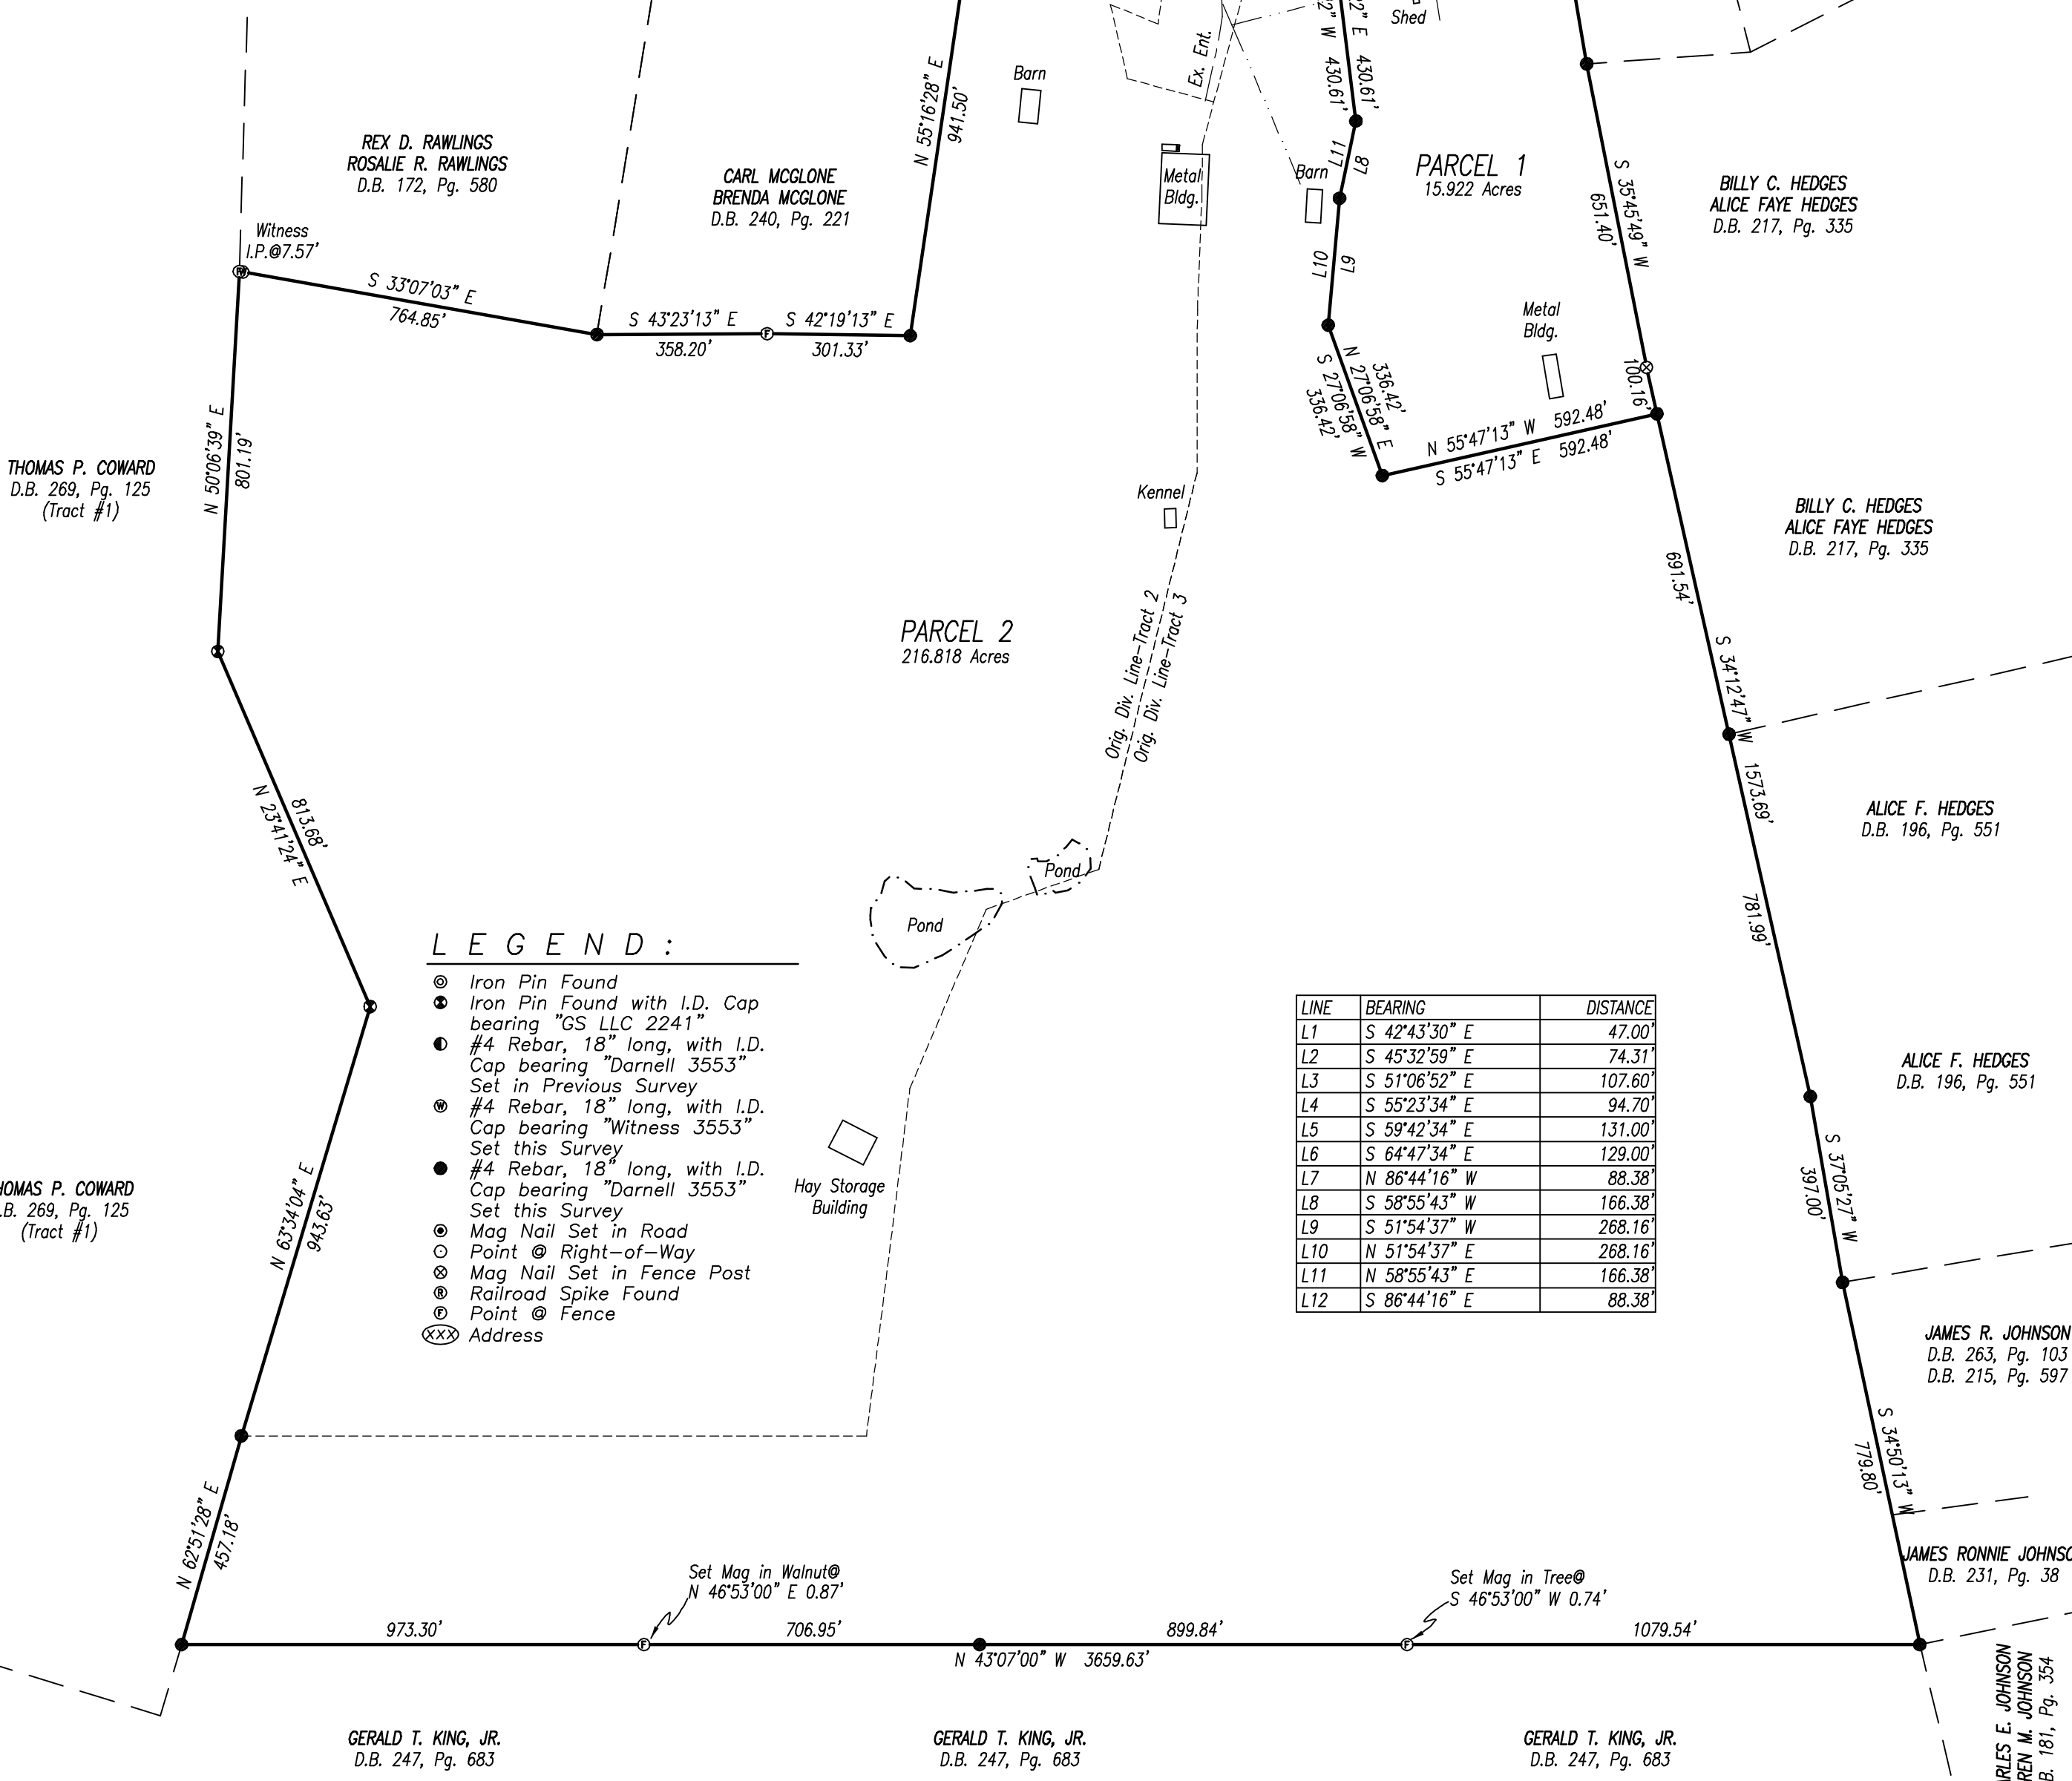 Shed
2" W 430.61'
2" E 430.61'
Ex. Ent.
Barn
N 55°16'28" E
941.50'
REX D. RAWLINGS
ROSALIE R. RAWLINGS
D.B. 172, Pg. 580
CARL MCGLONE
BRENDA MCGLONE
D.B. 240, Pg. 221
Metal
Bldg.
Barn
L11
L8
PARCEL 1
15.922 Acres
S 35°45'49" W
651.40'
BILLY C. HEDGES
ALICE FAYE HEDGES
D.B. 217, Pg. 335
Witness
I.P.@7.57'
S 33°07'03" E
764.85'
S 43°23'13" E
358.20'
S 42°19'13" E
301.33'
L10
L9
Metal
Bldg.
100.16'
336.42'
N 27°06'58" E
S 27°06'58" W
336.42'
N 55°47'13" W 592.48'
S 55°47'13" E 592.48'
N 50°06'39" E
801.19'
THOMAS P. COWARD
D.B. 269, Pg. 125
(Tract #1)
Kennel
BILLY C. HEDGES
ALICE FAYE HEDGES
D.B. 217, Pg. 335
691.54'
PARCEL 2
216.818 Acres
Orig. Div. Line-Tract 2
Orig. Div. Line-Tract 3
S 34°12'47" W 1573.69'
813.68'
N 23°41'24" E
ALICE F. HEDGES
D.B. 196, Pg. 551
Pond
Pond
781.99'
LEGEND:
Iron Pin Found
Iron Pin Found with I.D. Cap
bearing "GS LLC 2241"
#4 Rebar, 18" long, with I.D.
Cap bearing "Darnell 3553"
Set in Previous Survey
W #4 Rebar, 18" long, with I.D.
Cap bearing "Witness 3553"
Set this Survey
#4 Rebar, 18" long, with I.D.
Cap bearing "Darnell 3553"
Set this Survey
Mag Nail Set in Road
Point @ Right-of-Way
Mag Nail Set in Fence Post
R Railroad Spike Found
F Point @ Fence
XXX Address
LINE BEARING DISTANCE
L1 S 42°43'30" E 47.00'
L2 S 45°32'59" E 74.31'
L3 S 51°06'52" E 107.60'
L4 S 55°23'34" E 94.70'
L5 S 59°42'34" E 131.00'
L6 S 64°47'34" E 129.00'
L7 N 86°44'16" W 88.38'
L8 S 58°55'43" W 166.38'
L9 S 51°54'37" W 268.16'
L10 N 51°54'37" E 268.16'
L11 N 58°55'43" E 166.38'
L12 S 86°44'16" E 88.38'
ALICE F. HEDGES
D.B. 196, Pg. 551
S 37°05'27" W
397.00'
Hay Storage
Building
HOMAS P. COWARD
.B. 269, Pg. 125
(Tract #1)
N 63°34'04" E
943.63'
JAMES R. JOHNSON
D.B. 263, Pg. 103
D.B. 215, Pg. 597
S 34°50'13" W
779.80'
N 62°51'28" E
457.18'
JAMES RONNIE JOHNSO
D.B. 231, Pg. 38
Set Mag in Walnut@
N 46°53'00" E 0.87'
Set Mag in Tree@
S 46°53'00" W 0.74'
973.30'
F
706.95'
899.84'
F
1079.54'
N 43°07'00" W 3659.63'
RLES E. JOHNSON
REN M. JOHNSON
B. 181, Pg. 354
GERALD T. KING, JR.
D.B. 247, Pg. 683
GERALD T. KING, JR.
D.B. 247, Pg. 683
GERALD T. KING, JR.
D.B. 247, Pg. 683